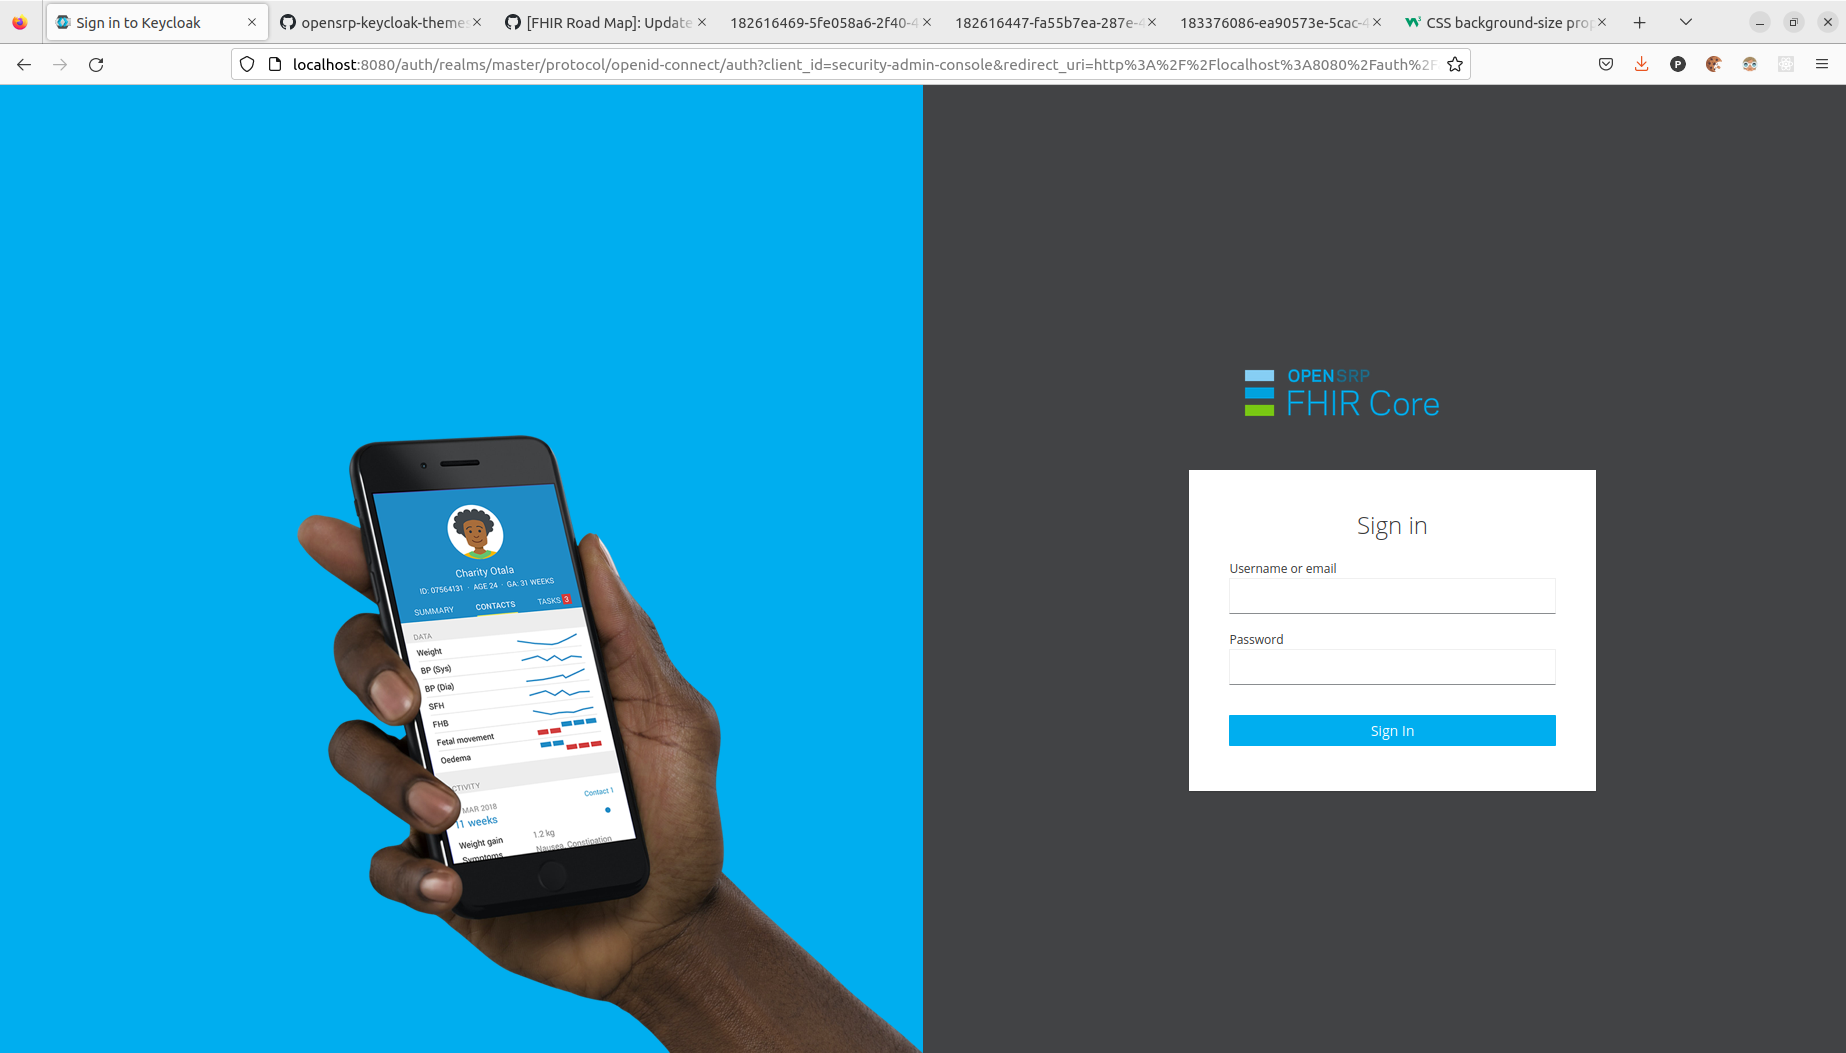 Sign in to Keycloak
opensrp-keycloak-theme
[FHIR Road Map]: Update
182616469-5fe058a6-2f40-4
182616447-fa55b7ea-287e-4
183376086-ea90573e-5cac-4
CSS background-size pro
localhost:8080/auth/realms/master/protocol/openid-connect/auth?client_id=security-admin-console&redirect_uri=http%3A%2F%2Flocalhost%3A8080%2Fauth%2F
Charity Otala
ID: 07564131 · AGE 24 · GA: 31 WEEKS
SUMMARY CONTACTS TASKS 3
DATA
Weight
BP (Sys)
BP (Dia)
SFH
FHB
Fetal movement
Oedema
CTIVITY
MAR 2018
Contact 1
11 weeks
Weight gain 1.2 kg
Symptoms Nausea, Constipation
OPENSRP
FHIR Core
Sign in
Username or email
Password
Sign In